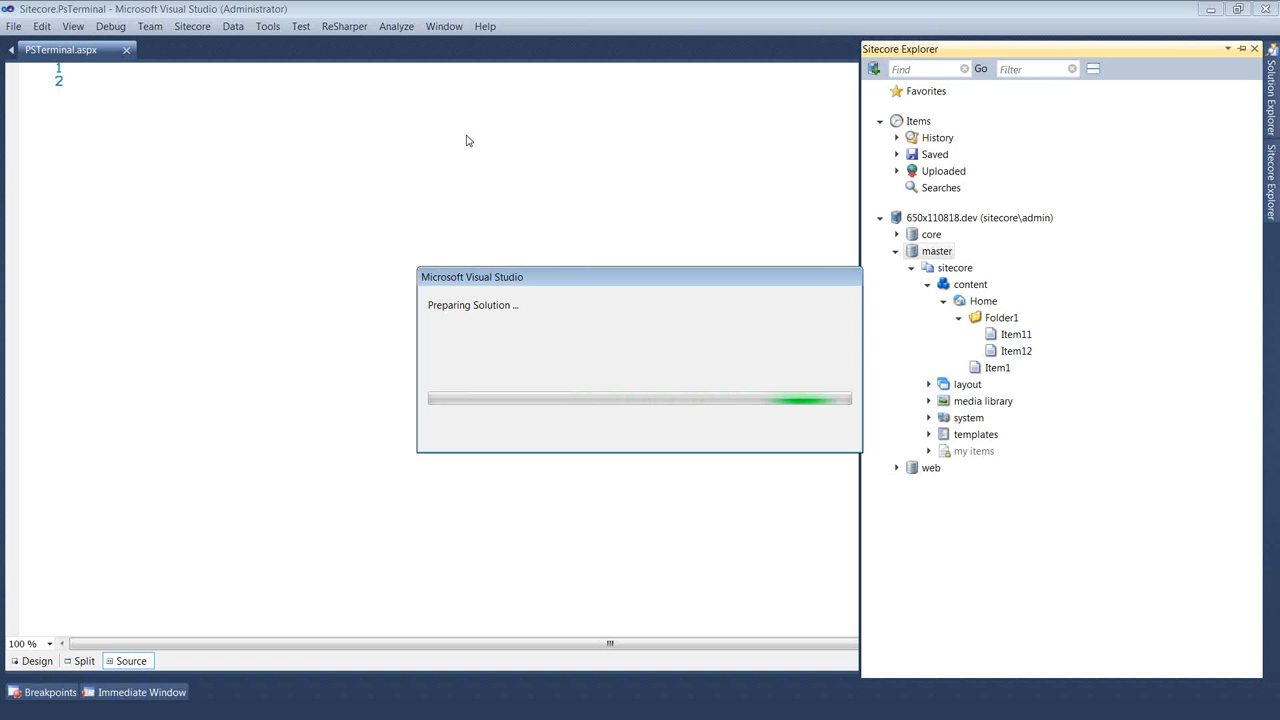 Sitecore.PsTerminal - Microsoft Visual Studio (Administrator)
File Edit View Debug Team Sitecore Data Tools Test ReSharper Analyze Window Help
PSTerminal.aspx
1
2
Microsoft Visual Studio
Preparing Solution ...
100 %
Design Split Source
Breakpoints Immediate Window
Sitecore Explorer
Find Go Filter
Favorites
Items
History
Saved
Uploaded
Searches
650x110818.dev (sitecore\admin)
core
master
sitecore
content
Home
Folder1
Item11
Item12
Item1
layout
media library
system
templates
my items
web
Solution Explorer
Sitecore Explorer